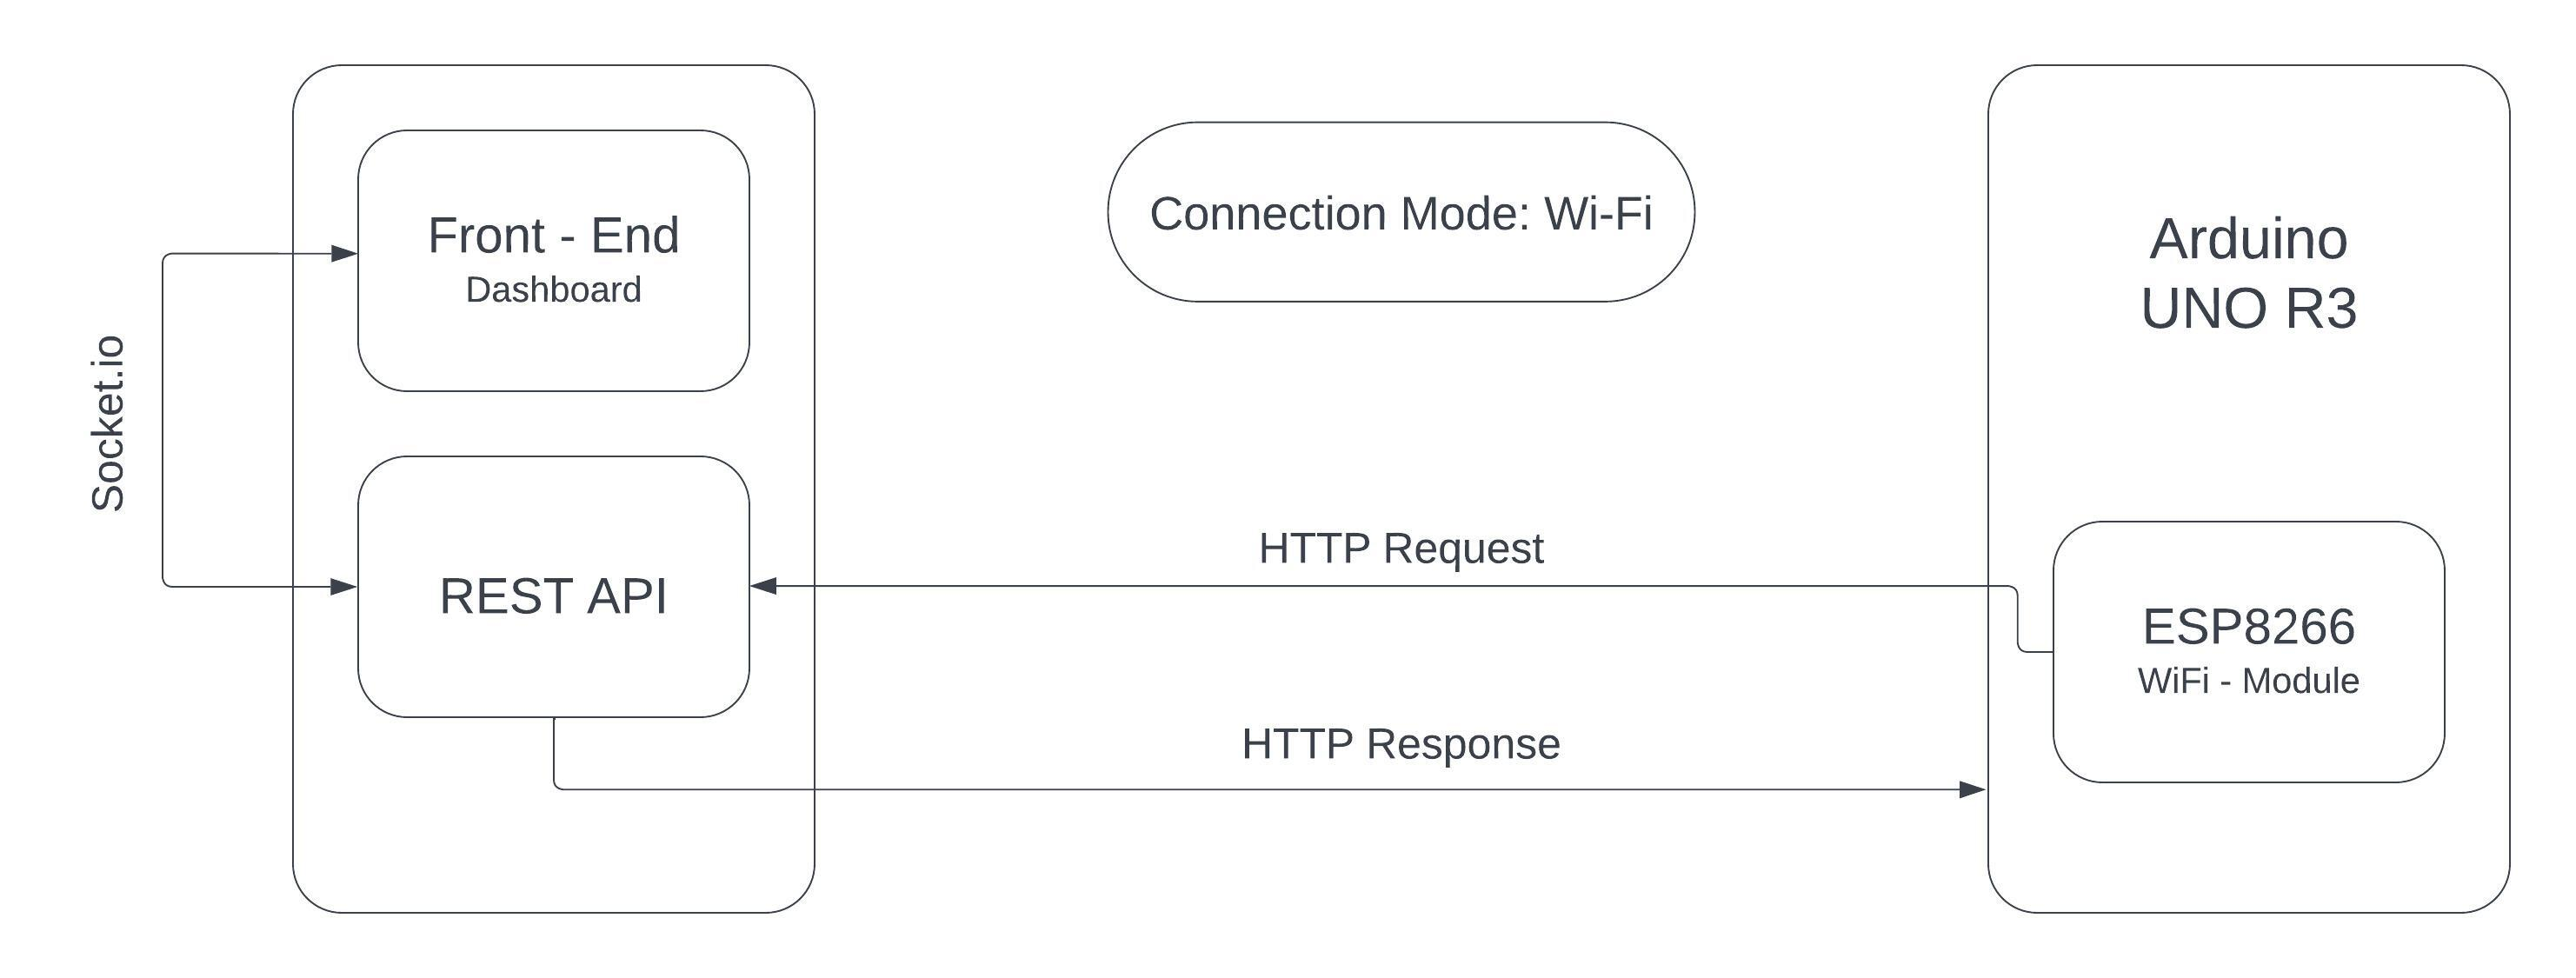 Socket.io
Front - End
Dashboard
REST API
Connection Mode: Wi-Fi
HTTP Request
HTTP Response
Arduino
UNO R3
ESP8266
WiFi - Module